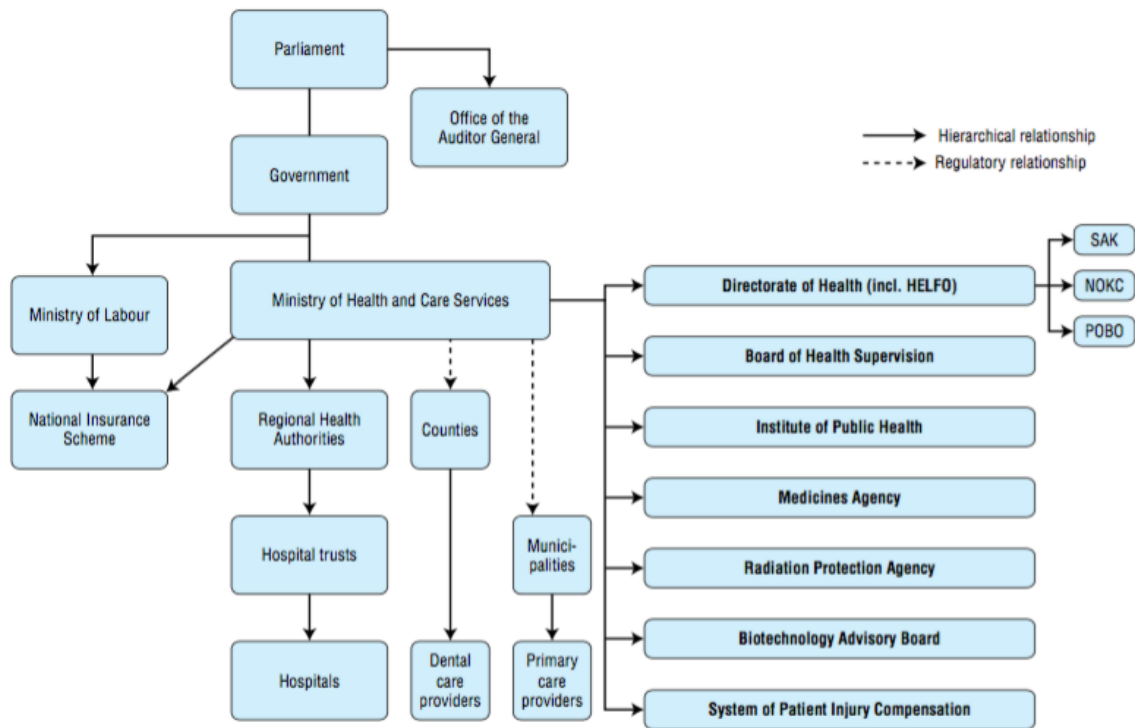 Parliament
Office of the
Auditor General
Hierarchical relationship
Regulatory relationship
Government
SAK
Ministry of Labour
Ministry of Health and Care Services
Directorate of Health (incl. HELFO)
NOKC
POBO
Board of Health Supervision
National Insurance
Scheme
Regional Health
Authorities
Counties
Institute of Public Health
Medicines Agency
Hospital trusts
Munici-
palities
Radiation Protection Agency
Biotechnology Advisory Board
Hospitals
Dental
care
providers
Primary
care
providers
System of Patient Injury Compensation